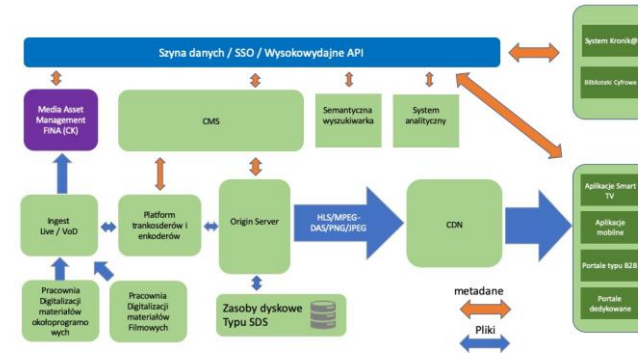 Szyna danych / SSO / Wysokowydajne API
System Kronik@
Biblioteki Cyfrowe
Media Asset
Management
FINA (CK)
CMS
Semantyczna
wyszukiwarka
System
analityczny
Ingest
Live / VoD
Platform
trankosderów i
enkoderów
Origin Server
HLS/MPEG-
DAS/PNG/JPEG
CDN
Aplikacje Smart
TV
Aplikacje
mobilne
Portale typu B2B
Portale
dedykowane
Pracownia
Digitalizacji
materiałów
okołoprogramo
wych
Pracownia
Digitalizacji
materiałów
Filmowych
Zasoby dyskowe
Typu SDS
metadane
Pliki